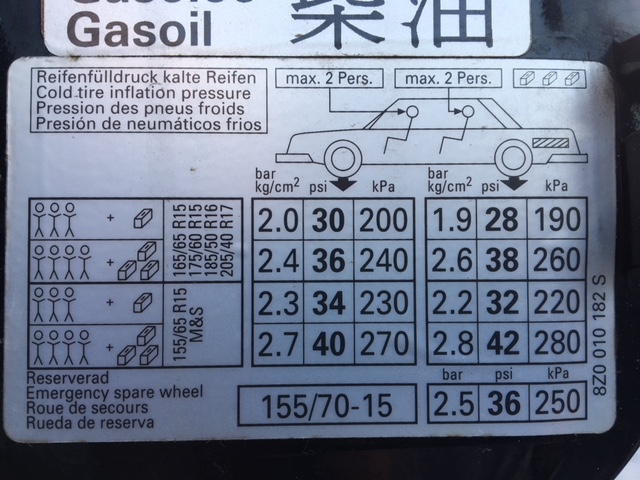 Gasoil 柴油
Reifenfülldruck kalte Reifen
Cold tire inflation pressure
Pression des pneus froids
Presión de neumáticos frios
max. 2 Pers. max. 2 Pers.
bar kg/cm² psi kPa bar kg/cm² psi kPa
165/65 R15
175/60 R15
185/50 R16
205/40 R17
+ 2.0 30 200 1.9 28 190
+ 2.4 36 240 2.6 38 260
155/65 R15
M&S
+ 2.3 34 230 2.2 32 220
+ 2.7 40 270 2.8 42 280
Reserverad
Emergency spare wheel
Roue de secours
Rueda de reserva
155/70-15
bar psi kPa
2.5 36 250
8Z0 010 182 S